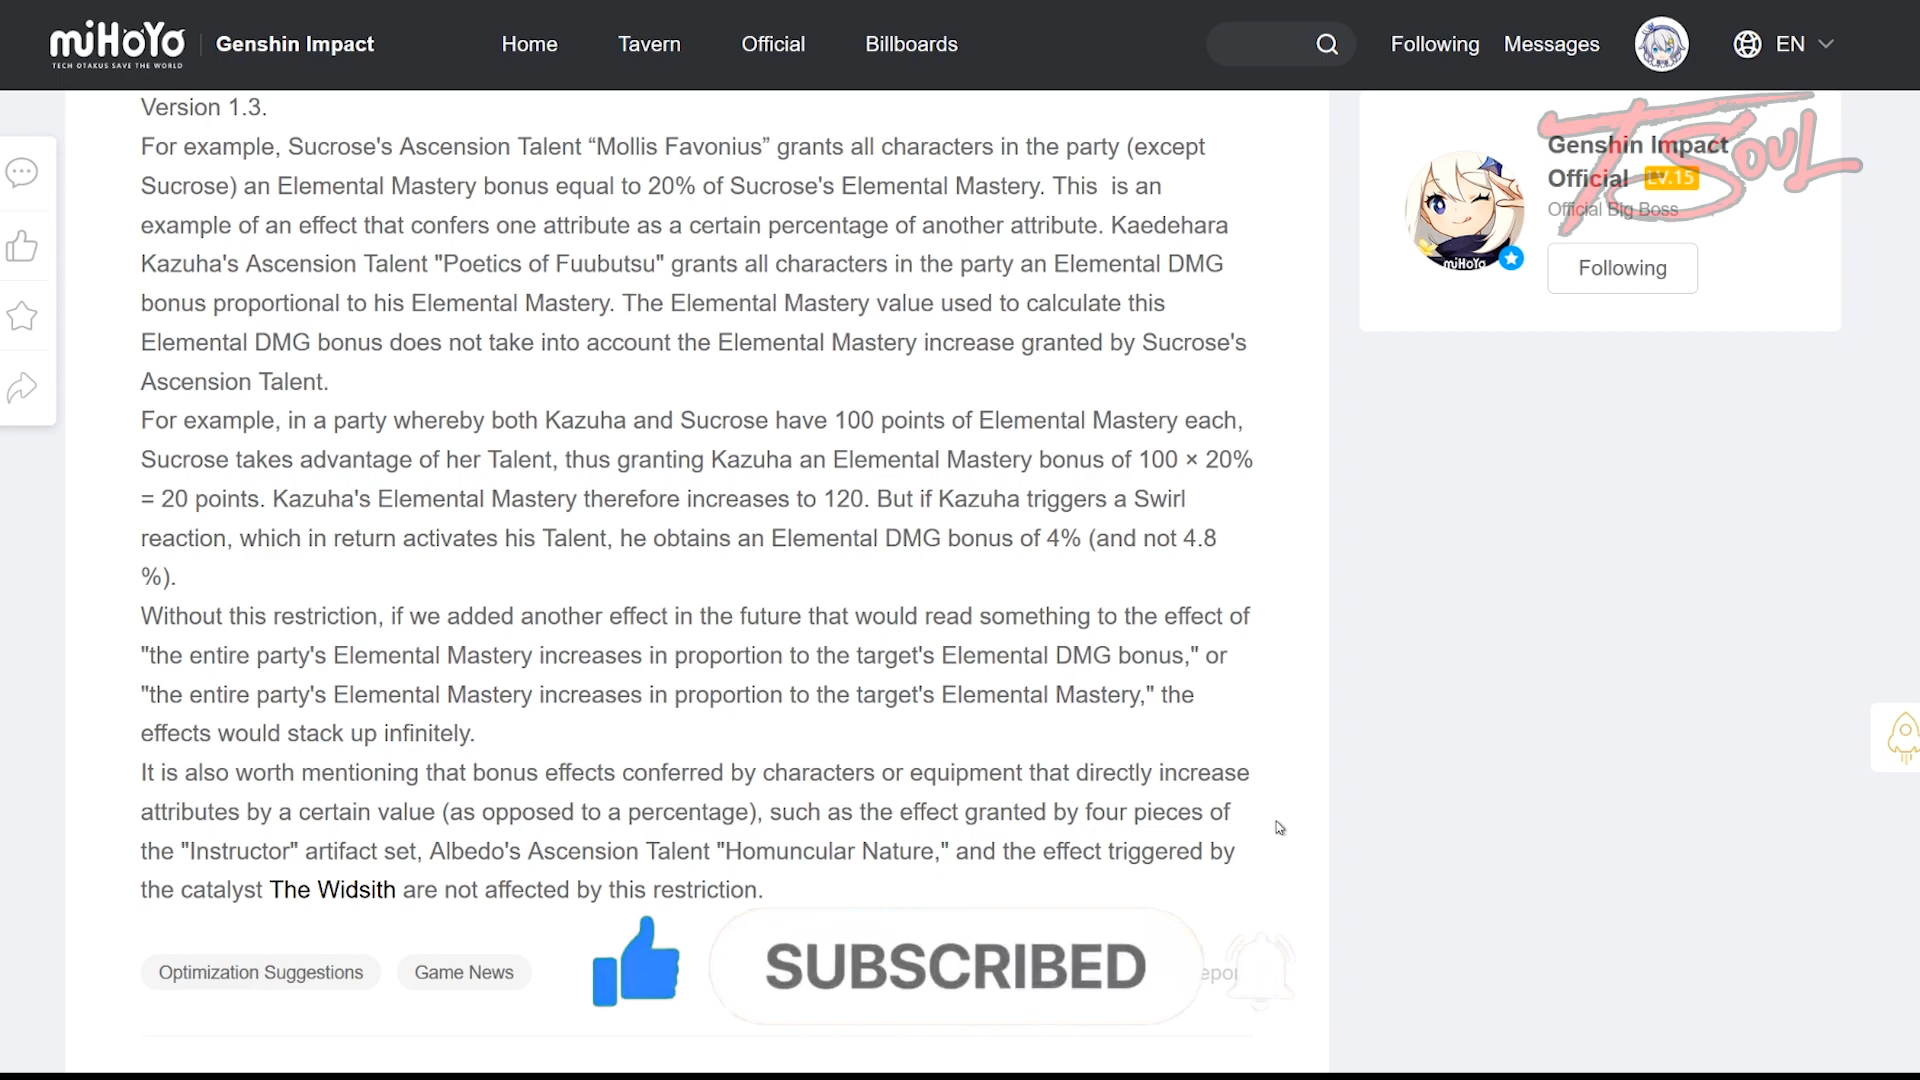 miHoYo
TECH OTAKUS SAVE THE WORLD
Genshin Impact
Home
Tavern
Official
Billboards
Following
Messages
EN
Version 1.3.
For example, Sucrose's Ascension Talent “Mollis Favonius” grants all characters in the party (except
Sucrose) an Elemental Mastery bonus equal to 20% of Sucrose's Elemental Mastery. This is an
example of an effect that confers one attribute as a certain percentage of another attribute. Kaedehara
Kazuha's Ascension Talent "Poetics of Fuubutsu" grants all characters in the party an Elemental DMG
bonus proportional to his Elemental Mastery. The Elemental Mastery value used to calculate this
Elemental DMG bonus does not take into account the Elemental Mastery increase granted by Sucrose's
Ascension Talent.
For example, in a party whereby both Kazuha and Sucrose have 100 points of Elemental Mastery each,
Sucrose takes advantage of her Talent, thus granting Kazuha an Elemental Mastery bonus of 100 × 20%
= 20 points. Kazuha's Elemental Mastery therefore increases to 120. But if Kazuha triggers a Swirl
reaction, which in return activates his Talent, he obtains an Elemental DMG bonus of 4% (and not 4.8
%).
Without this restriction, if we added another effect in the future that would read something to the effect of
"the entire party's Elemental Mastery increases in proportion to the target's Elemental DMG bonus," or
"the entire party's Elemental Mastery increases in proportion to the target's Elemental Mastery," the
effects would stack up infinitely.
It is also worth mentioning that bonus effects conferred by characters or equipment that directly increase
attributes by a certain value (as opposed to a percentage), such as the effect granted by four pieces of
the "Instructor" artifact set, Albedo's Ascension Talent "Homuncular Nature," and the effect triggered by
the catalyst The Widsith are not affected by this restriction.
Optimization Suggestions
Game News
SUBSCRIBED
epor
Genshin Impact
Official LV.15
Official Big Boss
miHoYo
Following
TSOUL